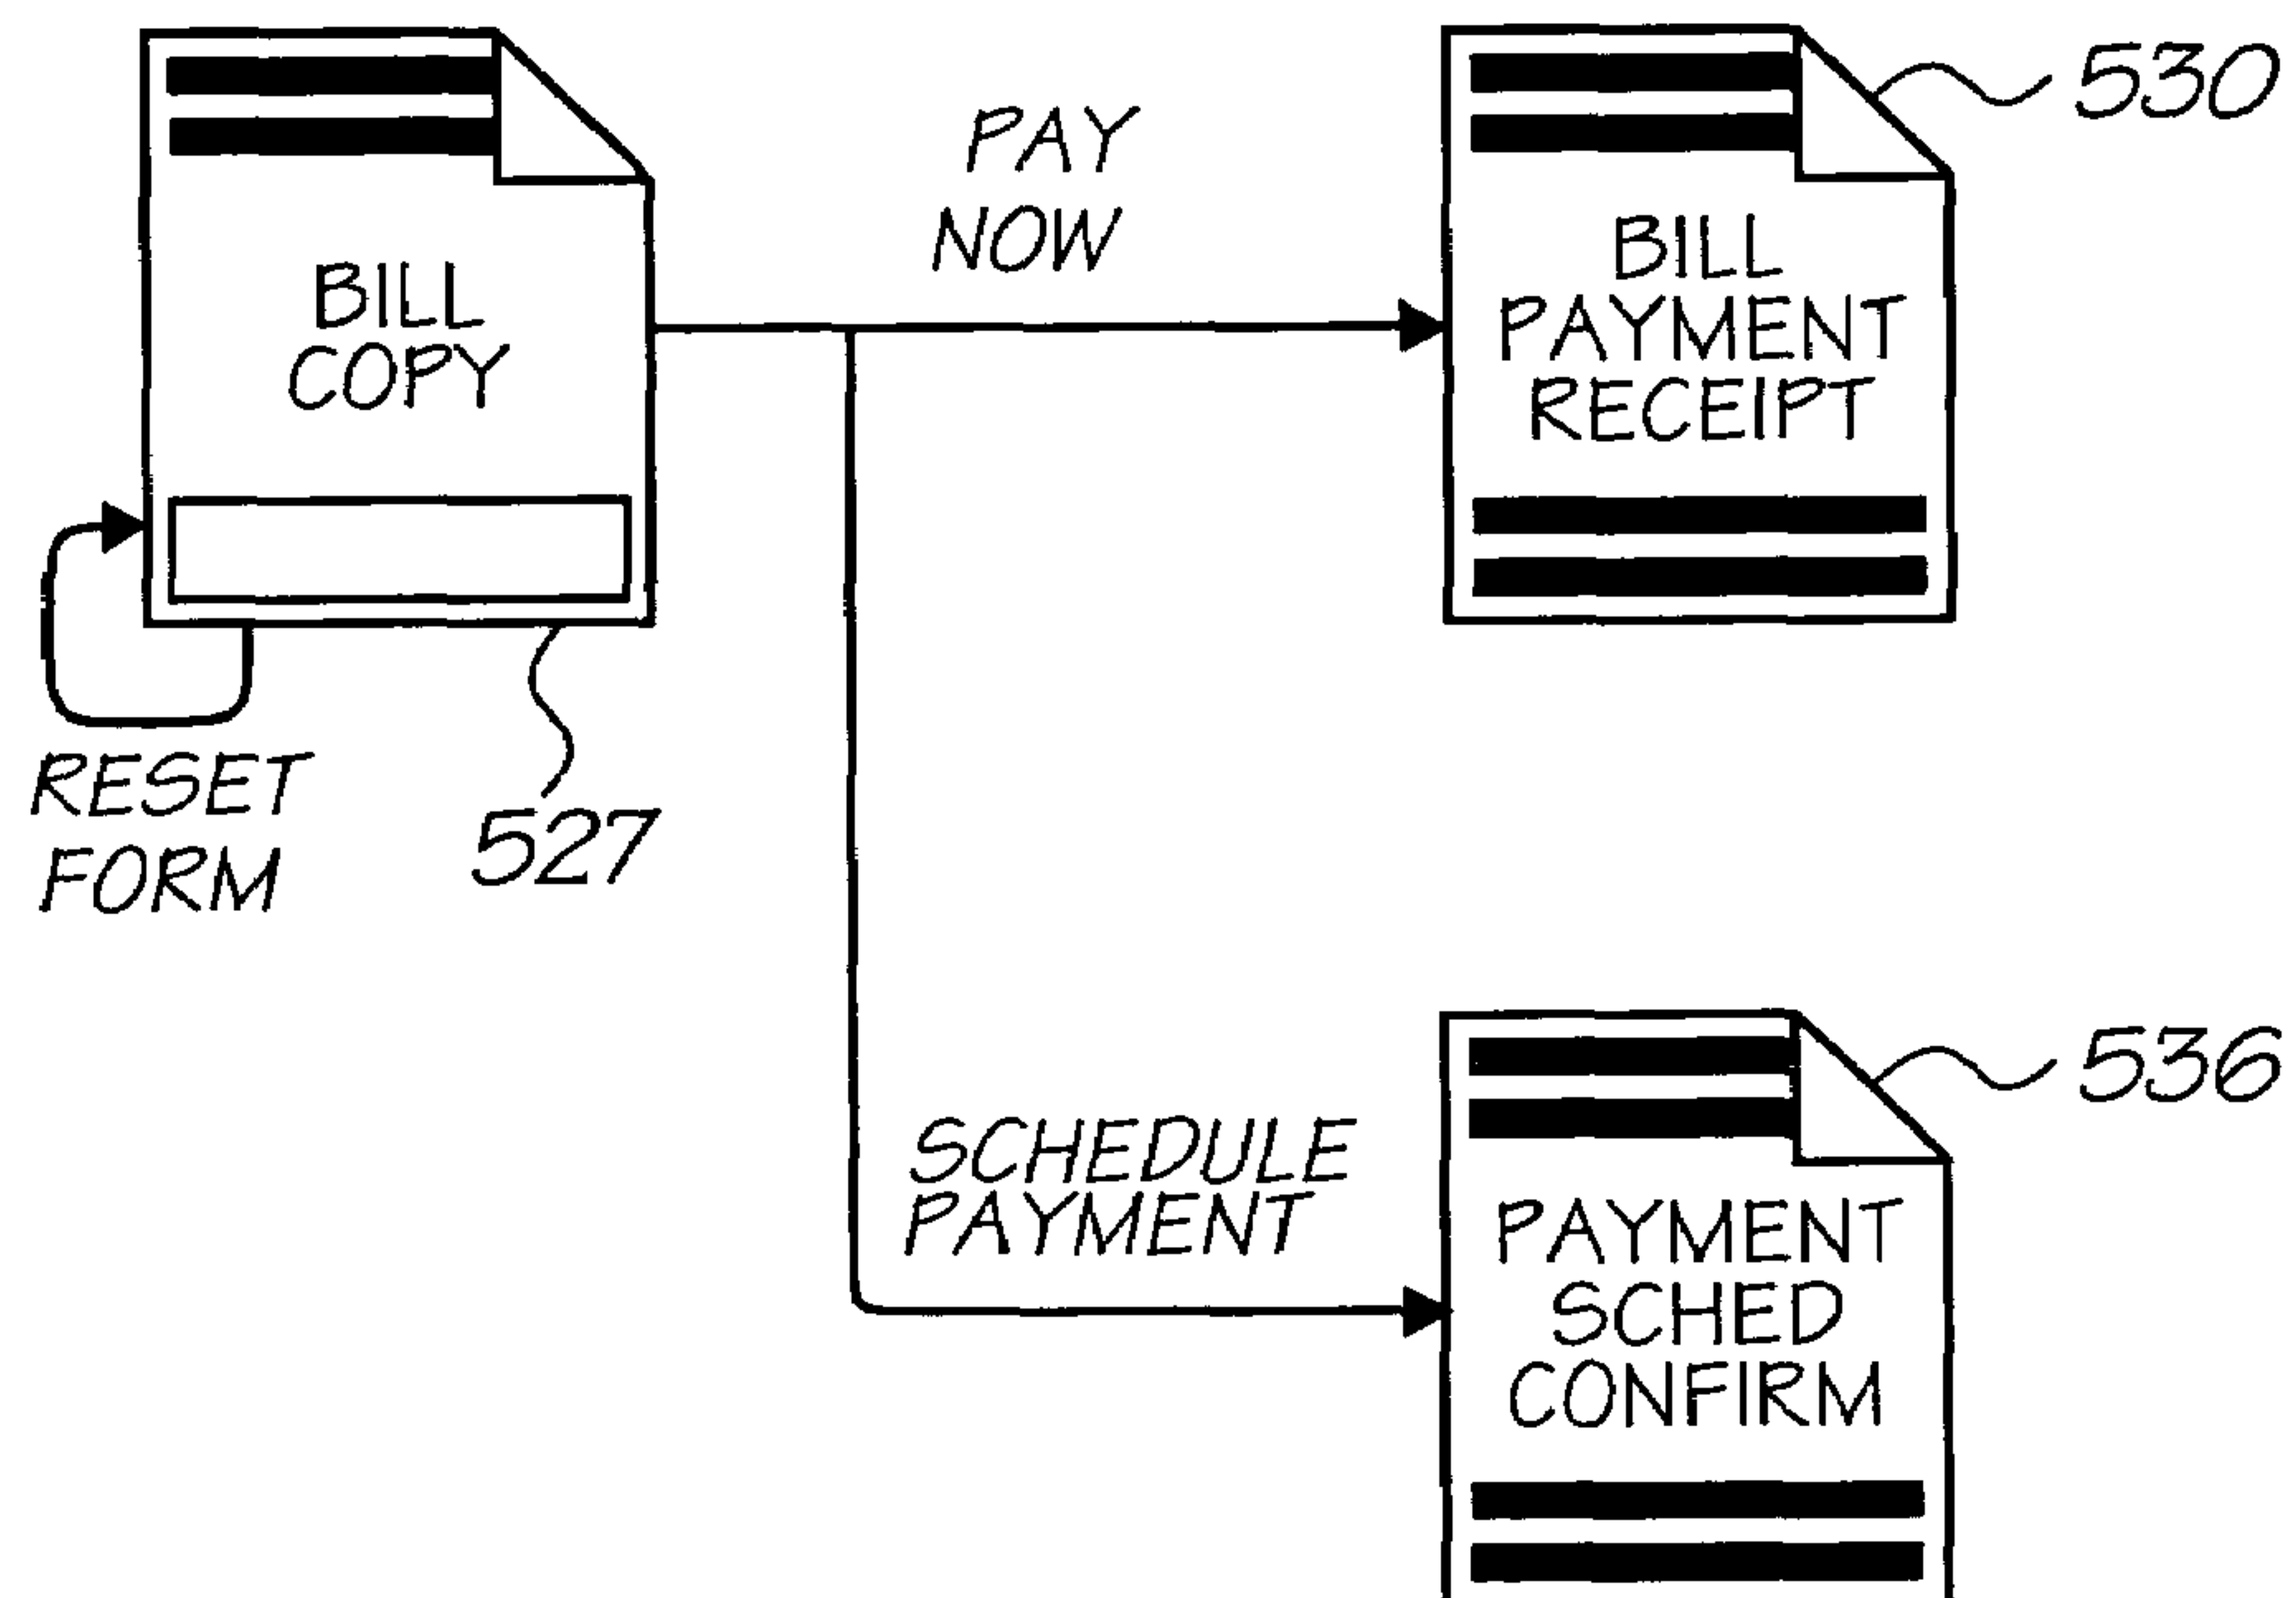 530
PAY
NOW
BILL
COPY
BILL
PAYMENT
RECEIPT
RESET
FORM
527
536
SCHEDULE
PAYMENT
PAYMENT
SCHED
CONFIRM